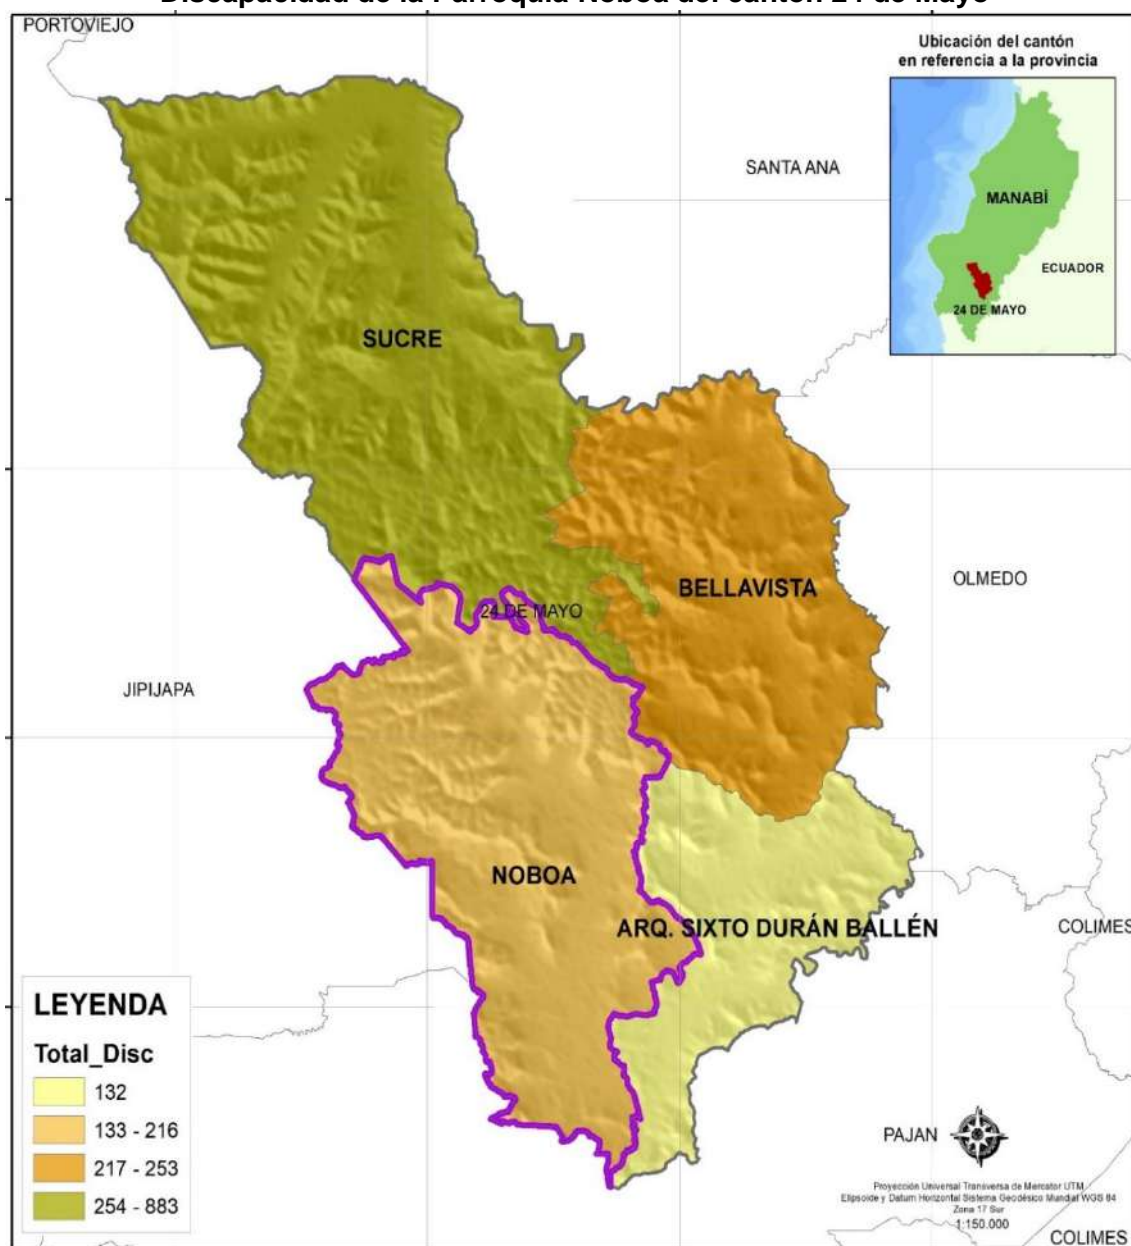 Discapacidad de la Parroquia Noboa del cantón 24 de Mayo
PORTOVIEJO
Ubicación del cantón
en referencia a la provincia
SANTA ANA
MANABÍ
ECUADOR
24 DE MAYO
SUCRE
BELLAVISTA
OLMEDO
24 DE MAYO
JIPIJAPA
NOBOA
ARQ. SIXTO DURÁN BALLÉN
COLIMES
LEYENDA
Total_Disc
132
133 - 216
217 - 253
254 - 883
PAJAN
Proyección Universal Transversa de Mercator UTM
Elipsoide y Datum Horizontal Sistema Geodésico Mundial WGS 84
Zona 17 Sur
1:150.000
COLIMES